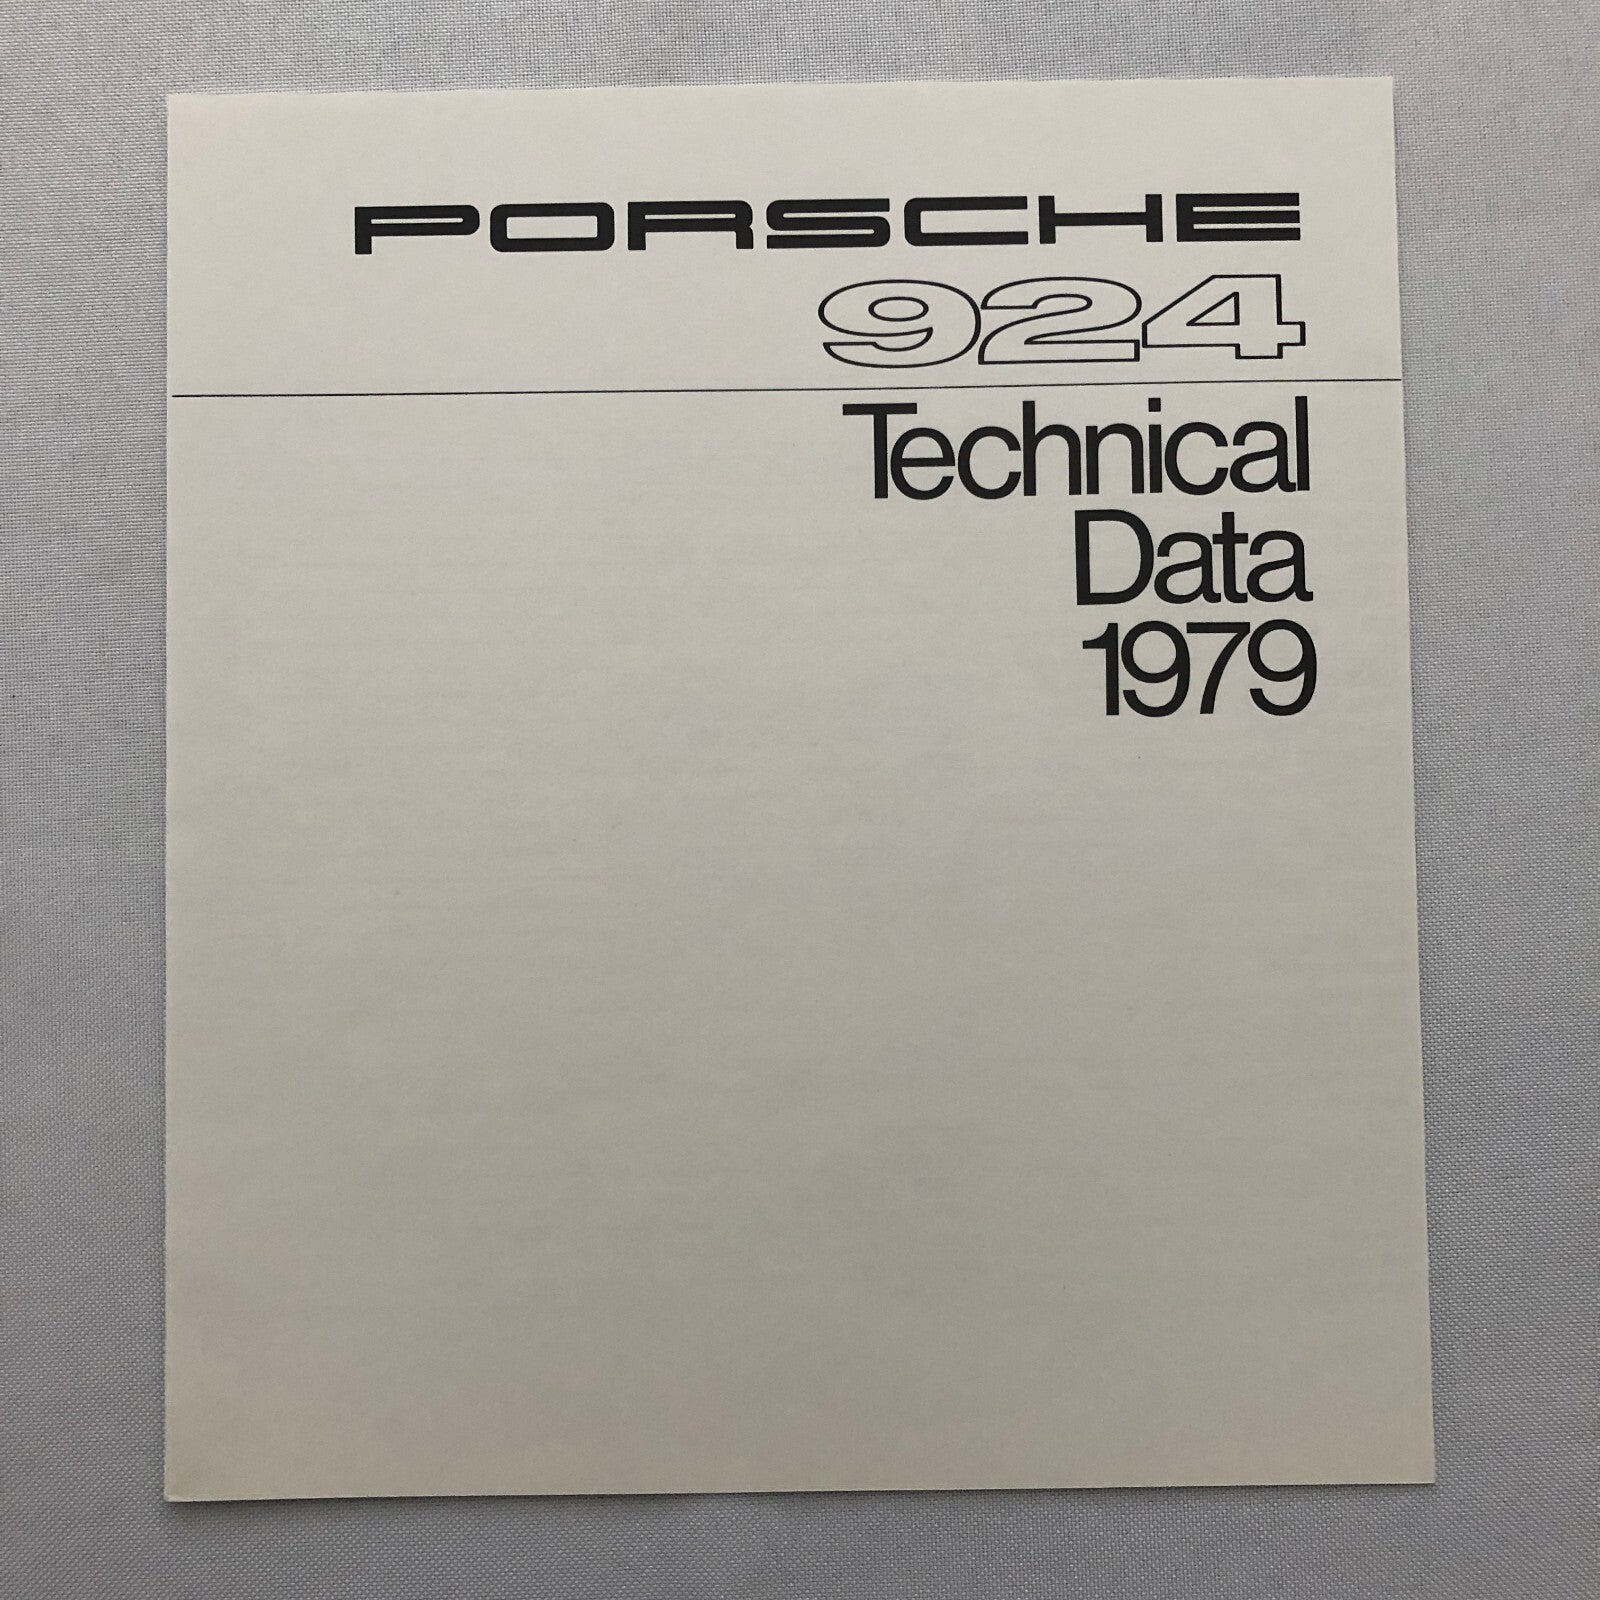 PORSCHE
924
Technical
Data
1979